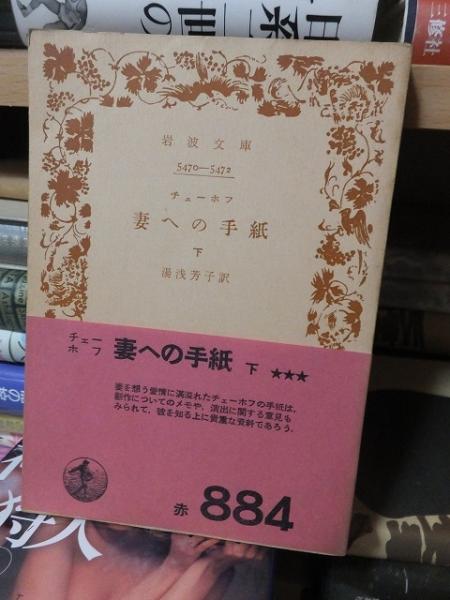 三修社
岩波文庫
5470—5472
チェーホフ
妻への手紙
下
湯浅芳子訳
チェーホフ 妻への手紙 下 ★★★
妻を想う愛情に満溢れたチェーホフの手紙は,
創作についてのメモや, 演出に関する意見も
みられて, 彼を知る上に貴重な資料であろう.
赤 884